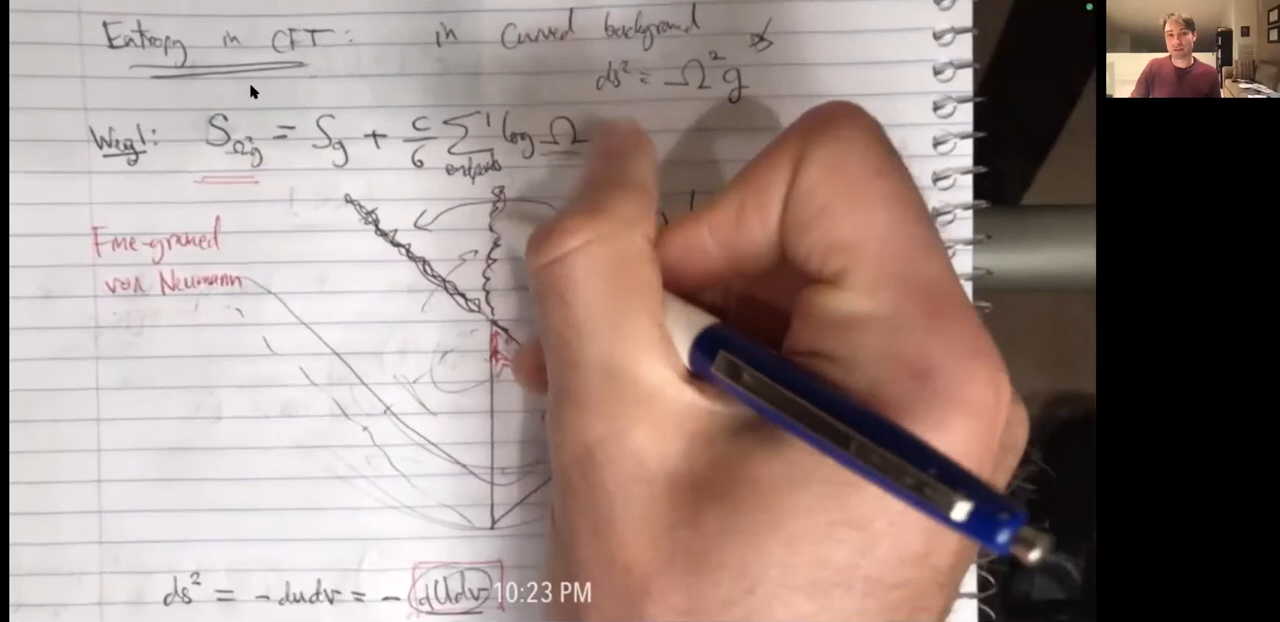 Entropy in CFT: in Curved background
ds² = Ω²g
Weyl: S_Ω²g = S_g + c/6 ∑ log Ω
endpoints
Fine-grained
von Neumann
ds² = -dudv = -dUdv
10:23 PM